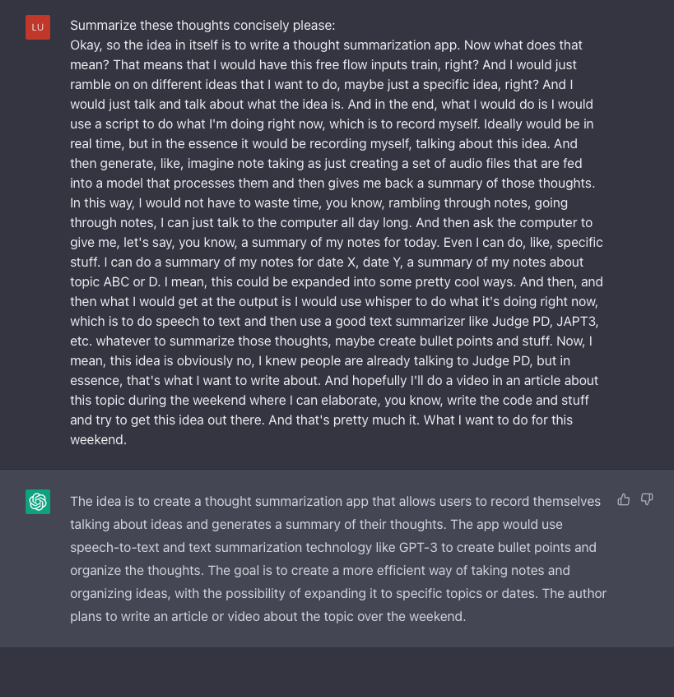 LU
Summarize these thoughts concisely please:
Okay, so the idea in itself is to write a thought summarization app. Now what does that
mean? That means that I would have this free flow inputs train, right? And I would just
ramble on on different ideas that I want to do, maybe just a specific idea, right? And I
would just talk and talk about what the idea is. And in the end, what I would do is I would
use a script to do what I'm doing right now, which is to record myself. Ideally would be in
real time, but in the essence it would be recording myself, talking about this idea. And
then generate, like, imagine note taking as just creating a set of audio files that are fed
into a model that processes them and then gives me back a summary of those thoughts.
In this way, I would not have to waste time, you know, rambling through notes, going
through notes, I can just talk to the computer all day long. And then ask the computer to
give me, let's say, you know, a summary of my notes for today. Even I can do, like, specific
stuff. I can do a summary of my notes for date X, date Y, a summary of my notes about
topic ABC or D. I mean, this could be expanded into some pretty cool ways. And then, and
then what I would get at the output is I would use whisper to do what it's doing right now,
which is to do speech to text and then use a good text summarizer like Judge PD, JAPT3,
etc. whatever to summarize those thoughts, maybe create bullet points and stuff. Now, I
mean, this idea is obviously no, I knew people are already talking to Judge PD, but in
essence, that's what I want to write about. And hopefully I'll do a video in an article about
this topic during the weekend where I can elaborate, you know, write the code and stuff
and try to get this idea out there. And that's pretty much it. What I want to do for this
weekend.
The idea is to create a thought summarization app that allows users to record themselves
talking about ideas and generates a summary of their thoughts. The app would use
speech-to-text and text summarization technology like GPT-3 to create bullet points and
organize the thoughts. The goal is to create a more efficient way of taking notes and
organizing ideas, with the possibility of expanding it to specific topics or dates. The author
plans to write an article or video about the topic over the weekend.